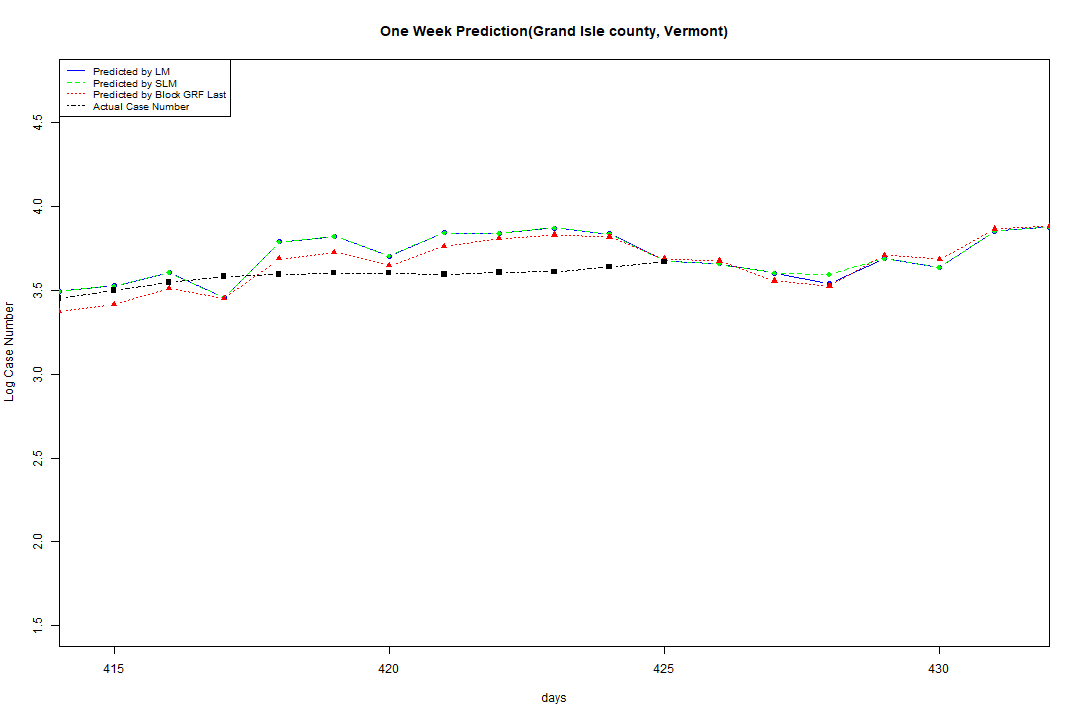 One Week Prediction(Grand Isle county, Vermont)
Predicted by LM
Predicted by SLM
Predicted by Block GRF Last
Actual Case Number
4.5
4.0
3.5
3.0
2.5
2.0
1.5
Log Case Number
415
420
425
430
days